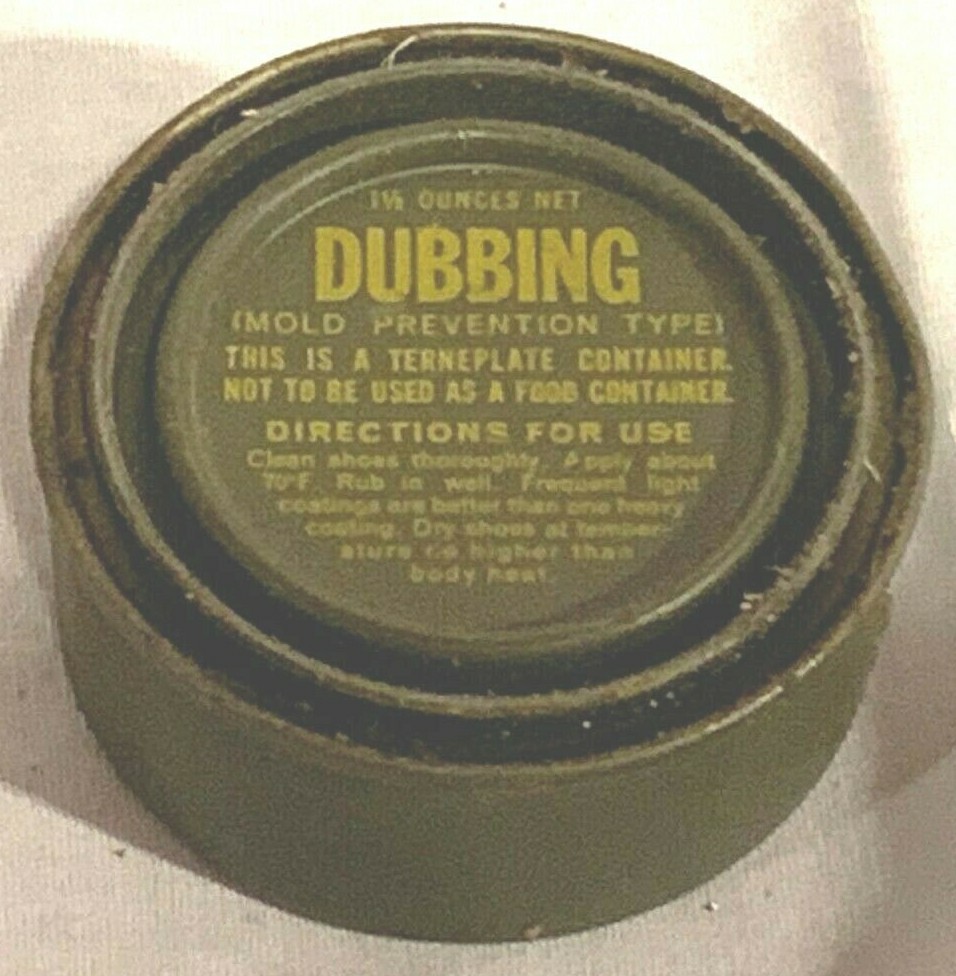 1½ OUNCES NET
DUBBING
(MOLD PREVENTION TYPE)
THIS IS A TERNEPLATE CONTAINER.
NOT TO BE USED AS A FOOD CONTAINER.
DIRECTIONS FOR USE
Clean shoes thoroughly. Apply about
70°F. Rub in well. Frequent light
coatings are better than one heavy
coating. Dry shoes at temper-
ature no higher than
body heat.